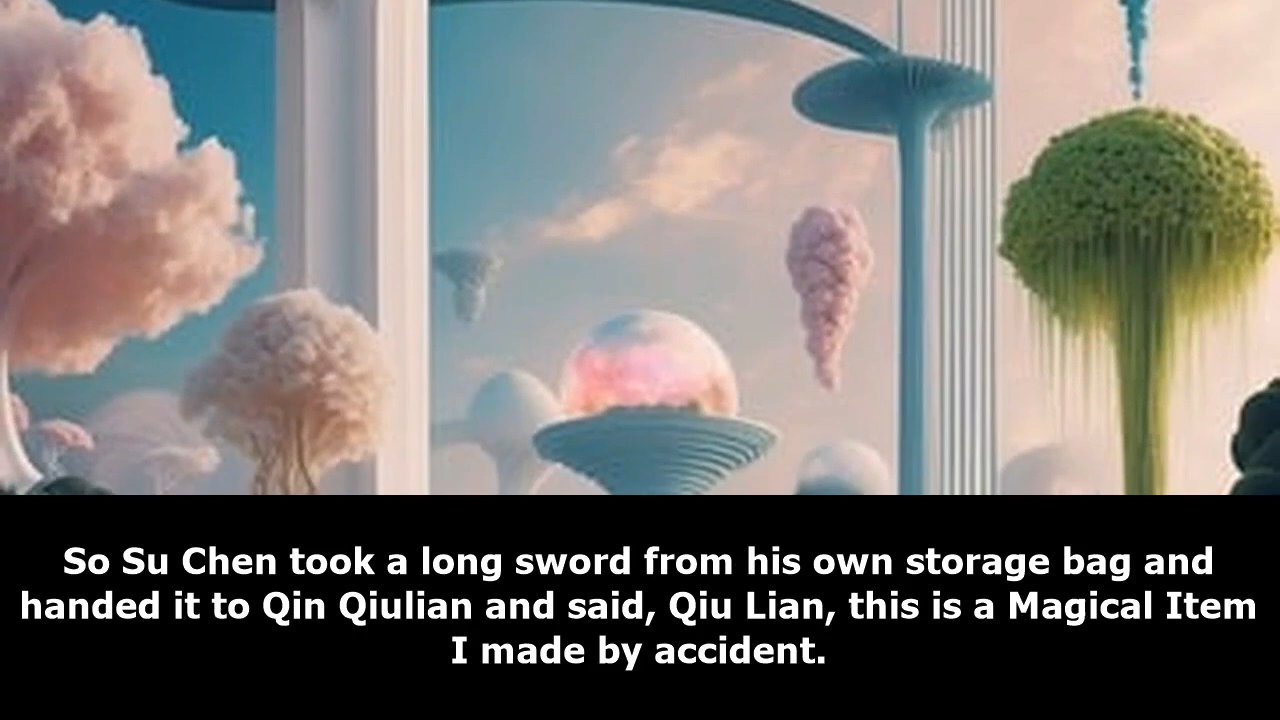 So Su Chen took a long sword from his own storage bag and
handed it to Qin Qiulian and said, Qiu Lian, this is a Magical Item
I made by accident.